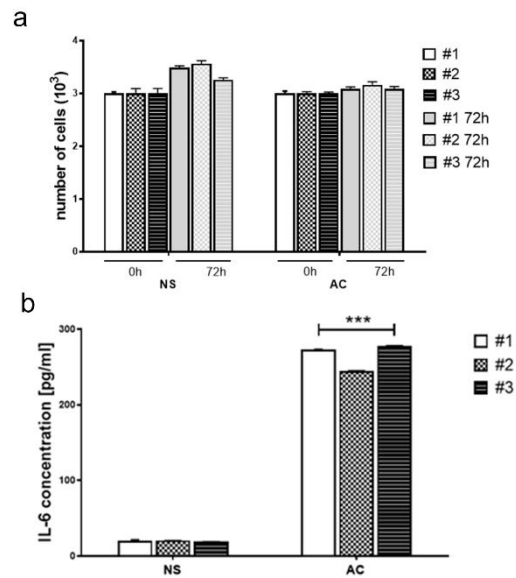 a
number of cells (10³)
4
3
2
1
0
#1
#2
#3
#1 72h
#2 72h
#3 72h
0h 72h 0h 72h
NS AC
b
IL-6 concentration [pg/ml]
300
200
100
0
***
#1
#2
#3
NS AC